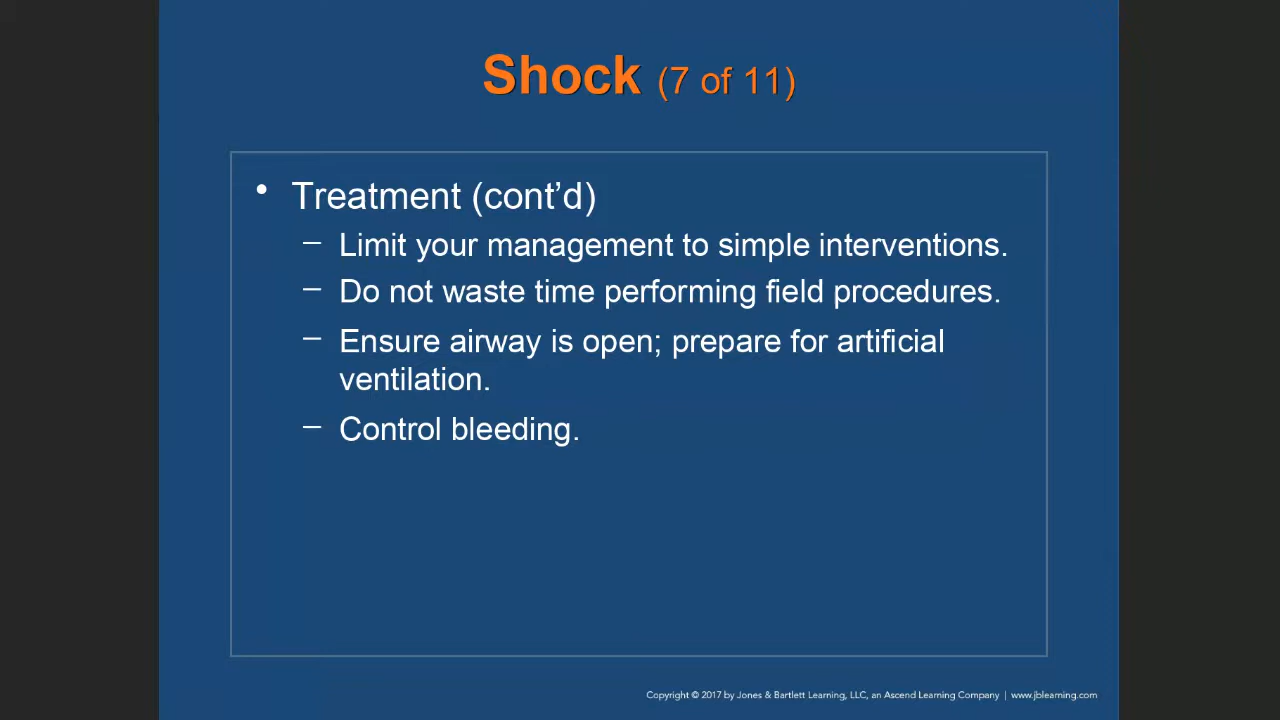 Shock (7 of 11)
• Treatment (cont’d)
– Limit your management to simple interventions.
– Do not waste time performing field procedures.
– Ensure airway is open; prepare for artificial
ventilation.
– Control bleeding.
Copyright © 2017 by Jones & Bartlett Learning, LLC, an Ascend Learning Company | www.jblearning.com